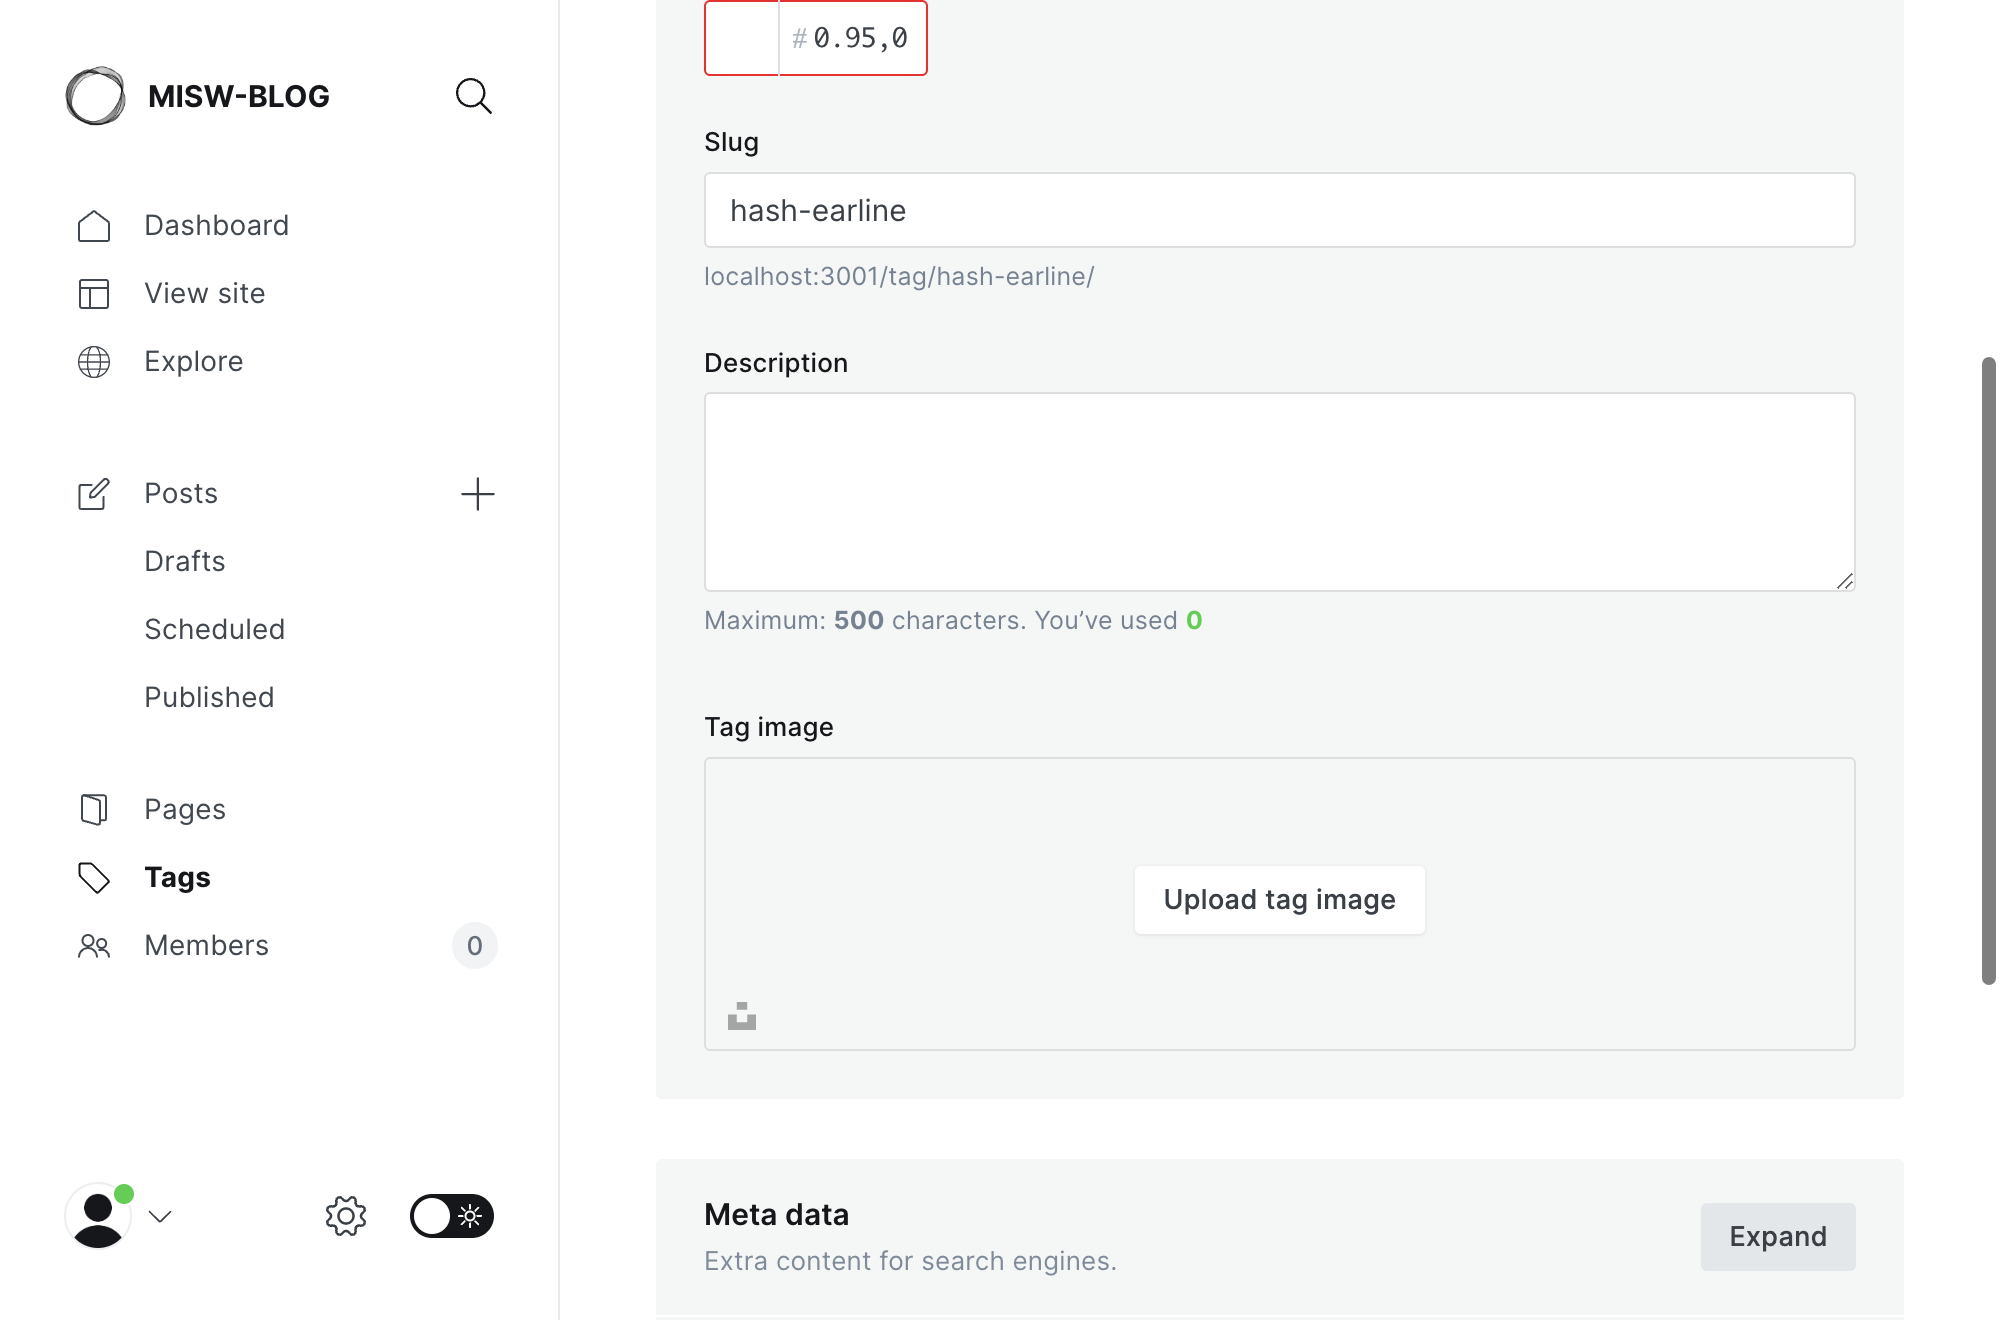 MISW-BLOG
Dashboard
View site
Explore
Posts
Drafts
Scheduled
Published
Pages
Tags
Members
0
#0.95,0
Slug
hash-earline
localhost:3001/tag/hash-earline/
Description
Maximum: 500 characters. You’ve used 0
Tag image
Upload tag image
Meta data
Extra content for search engines.
Expand